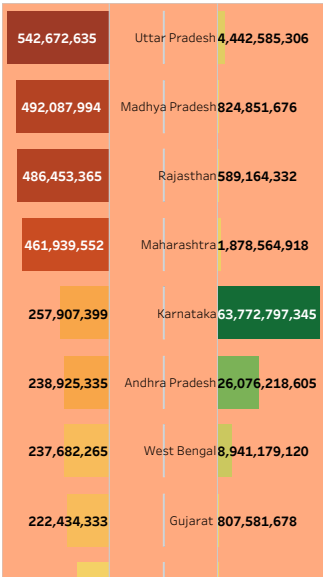 542,672,635 Uttar Pradesh 4,442,585,306
492,087,994 Madhya Pradesh 824,851,676
486,453,365 Rajasthan 589,164,332
461,939,552 Maharashtra 1,878,564,918
257,907,399 Karnataka 63,772,797,345
238,925,335 Andhra Pradesh 26,076,218,605
237,682,265 West Bengal 8,941,179,120
222,434,333 Gujarat 807,581,678